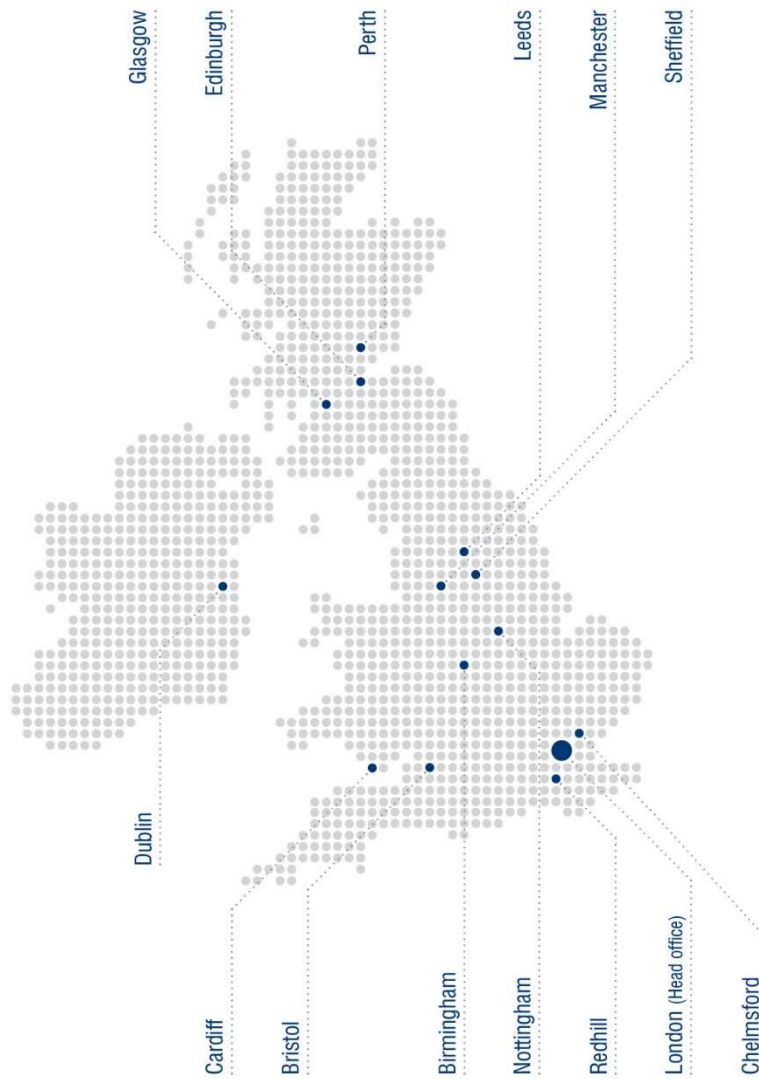 Glasgow
Edinburgh
Perth
Leeds
Manchester
Sheffield
Dublin
Cardiff
Bristol
Birmingham
Nottingham
Redhill
London (Head office)
Chelmsford